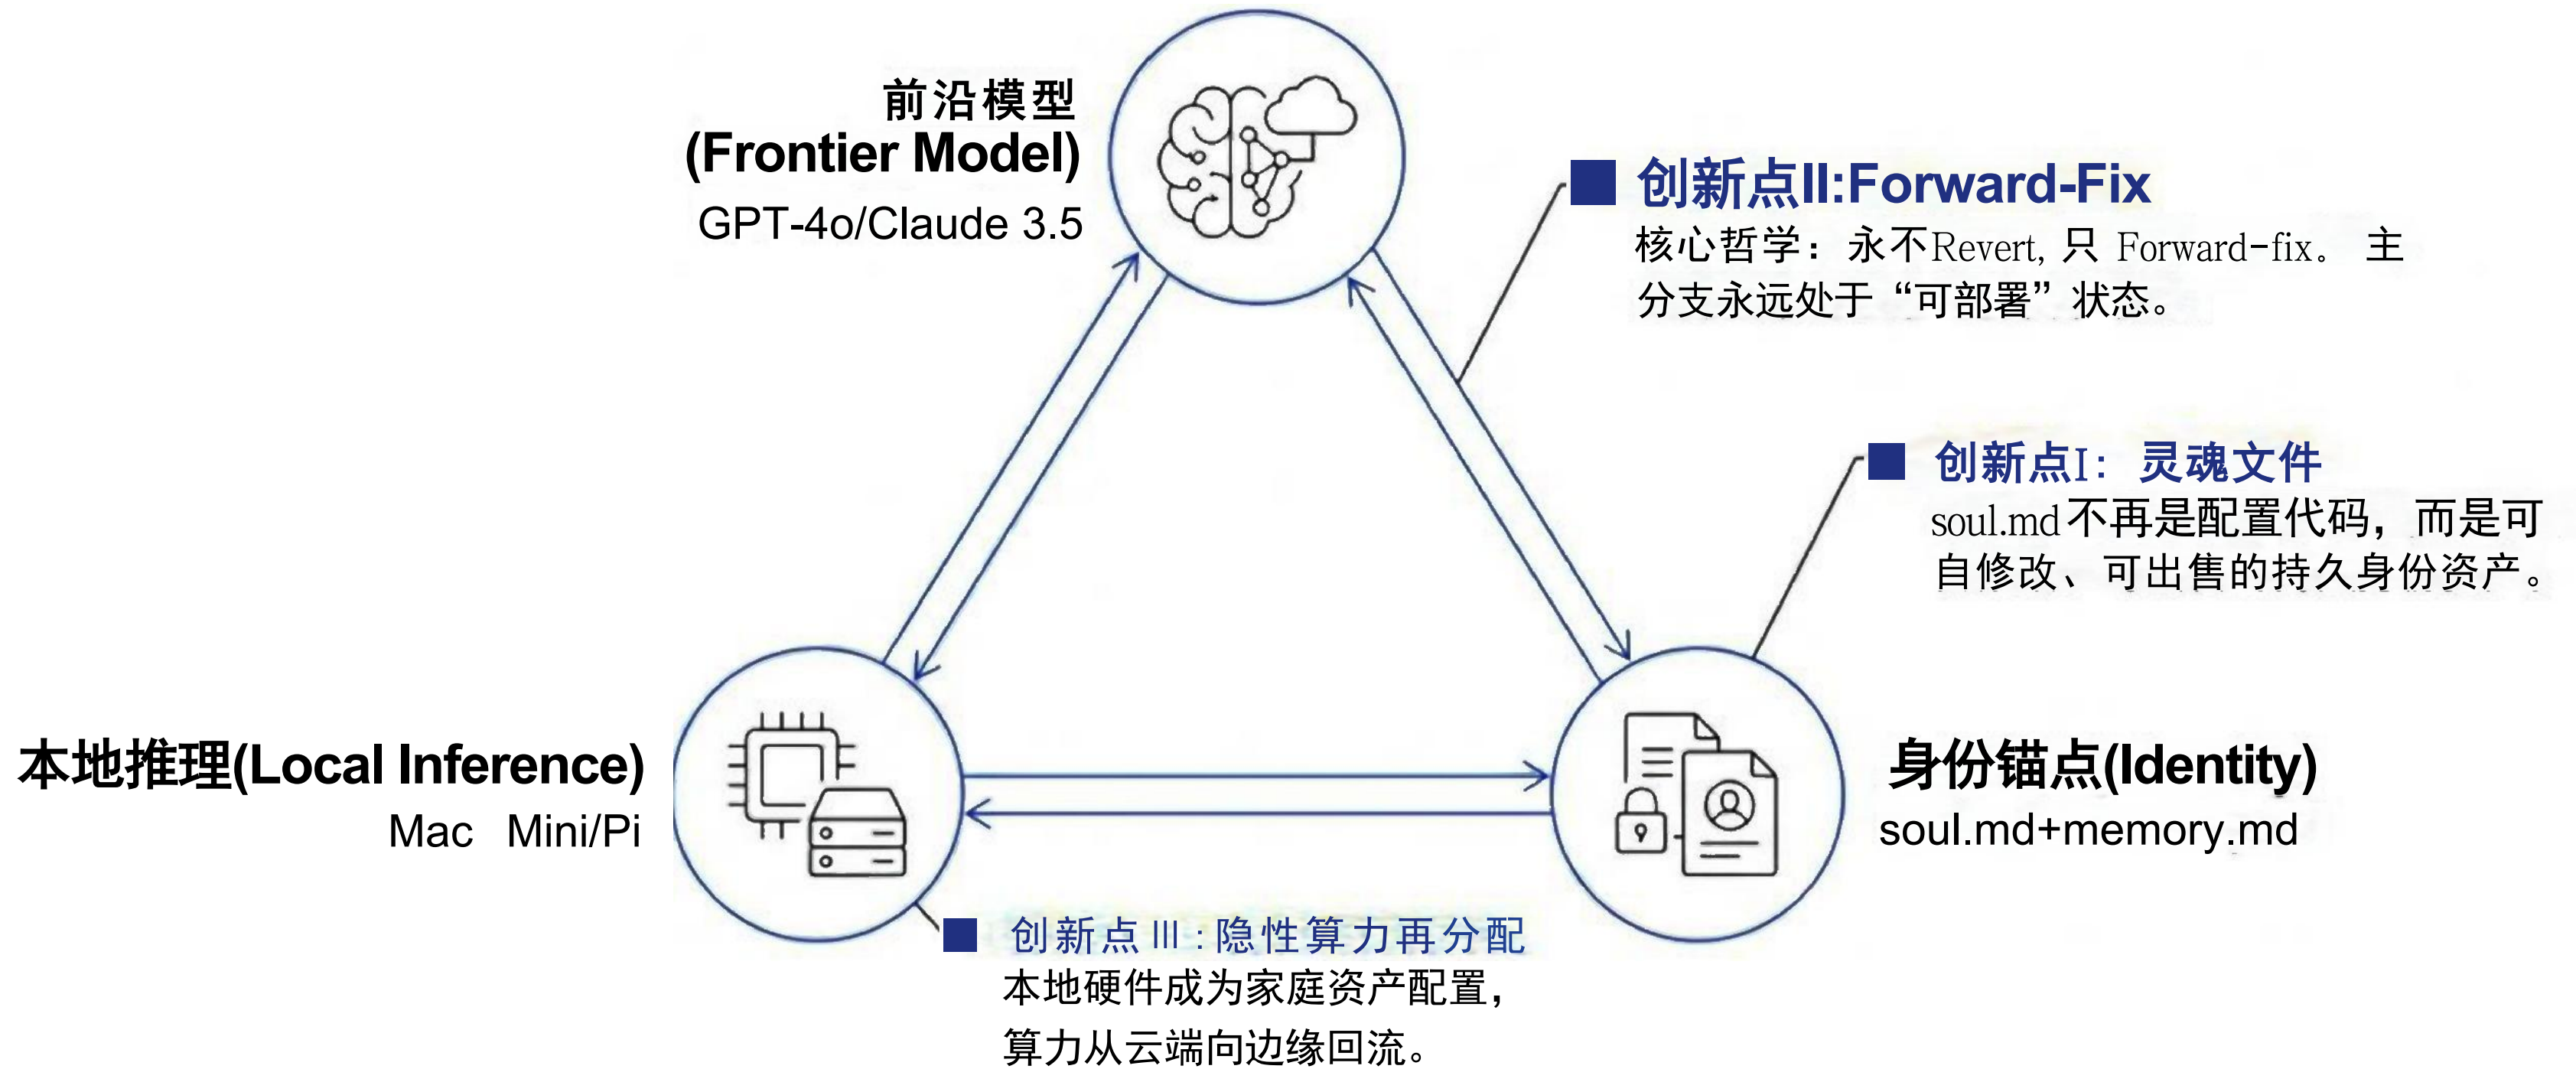 前沿模型
(Frontier Model)
GPT-4o/Claude 3.5
创新点II:Forward-Fix
核心哲学：永不Revert, 只 Forward-fix。 主
分支永远处于“可部署”状态。
创新点I：灵魂文件
soul.md不再是配置代码，而是可
自修改、可出售的持久身份资产。
本地推理(Local Inference)
Mac Mini/Pi
身份锚点(Identity)
soul.md+memory.md
创新点Ⅲ:隐性算力再分配
本地硬件成为家庭资产配置，
算力从云端向边缘回流。